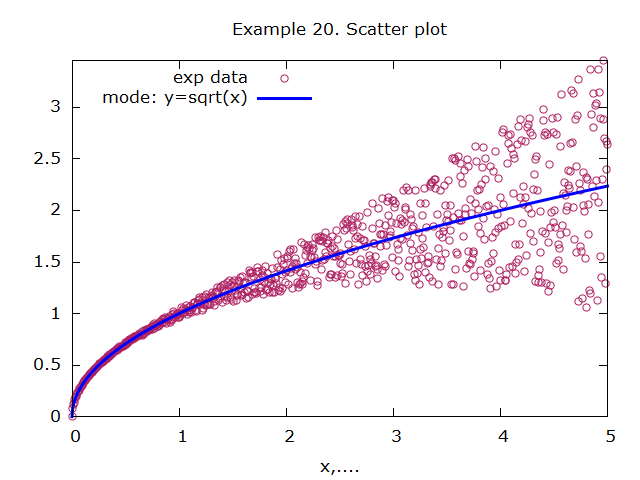 Example 20. Scatter plot
exp data
mode: y=sqrt(x)
3
2.5
2
1.5
1
0.5
0
0 1 2 3 4 5
x,....